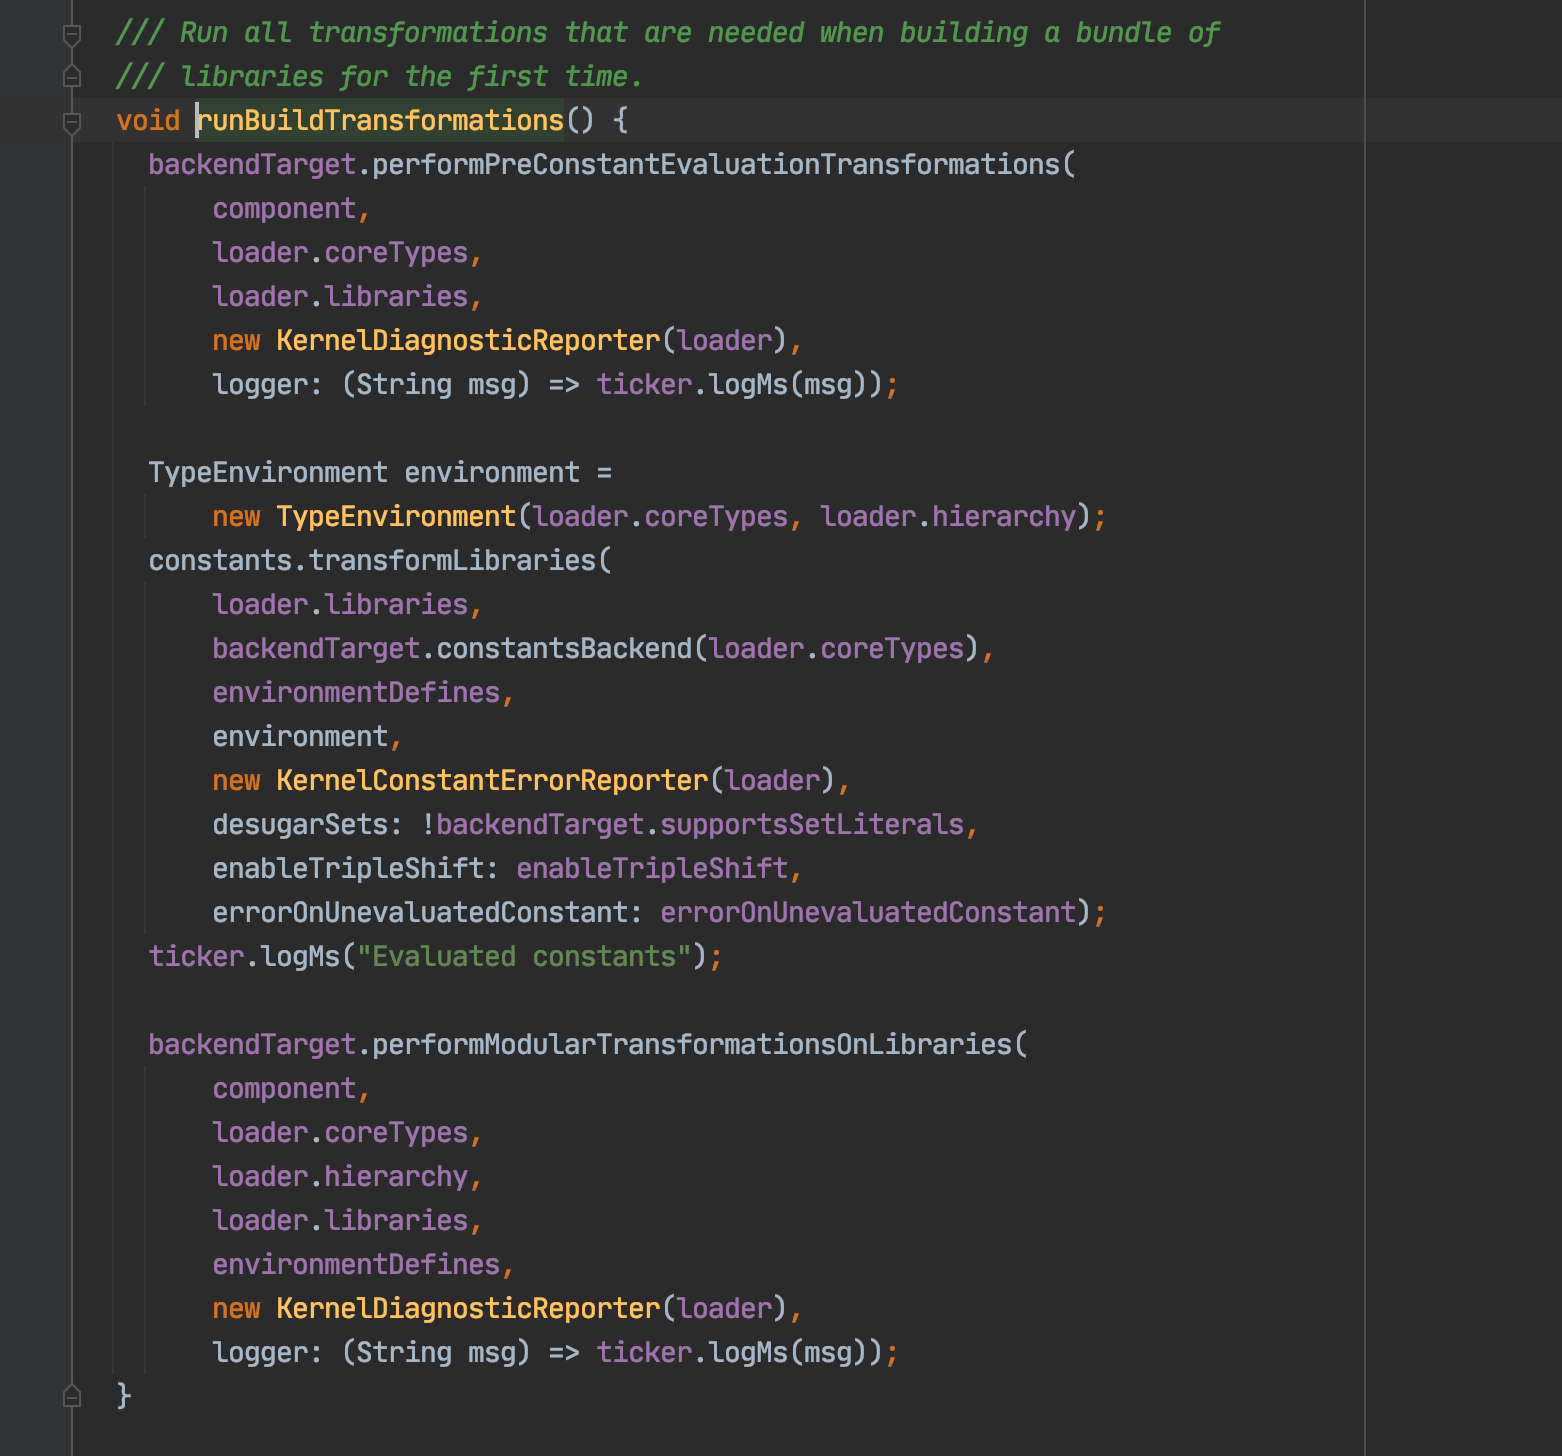 /// Run all transformations that are needed when building a bundle of
/// libraries for the first time.
void runBuildTransformations() {
  backendTarget.performPreConstantEvaluationTransformations(
      component,
      loader.coreTypes,
      loader.libraries,
      new KernelDiagnosticReporter(loader),
      logger: (String msg) => ticker.logMs(msg));

  TypeEnvironment environment =
      new TypeEnvironment(loader.coreTypes, loader.hierarchy);
  constants.transformLibraries(
      loader.libraries,
      backendTarget.constantsBackend(loader.coreTypes),
      environmentDefines,
      environment,
      new KernelConstantErrorReporter(loader),
      desugarSets: !backendTarget.supportsSetLiterals,
      enableTripleShift: enableTripleShift,
      errorOnUnevaluatedConstant: errorOnUnevaluatedConstant);
  ticker.logMs("Evaluated constants");

  backendTarget.performModularTransformationsOnLibraries(
      component,
      loader.coreTypes,
      loader.hierarchy,
      loader.libraries,
      environmentDefines,
      new KernelDiagnosticReporter(loader),
      logger: (String msg) => ticker.logMs(msg));
}